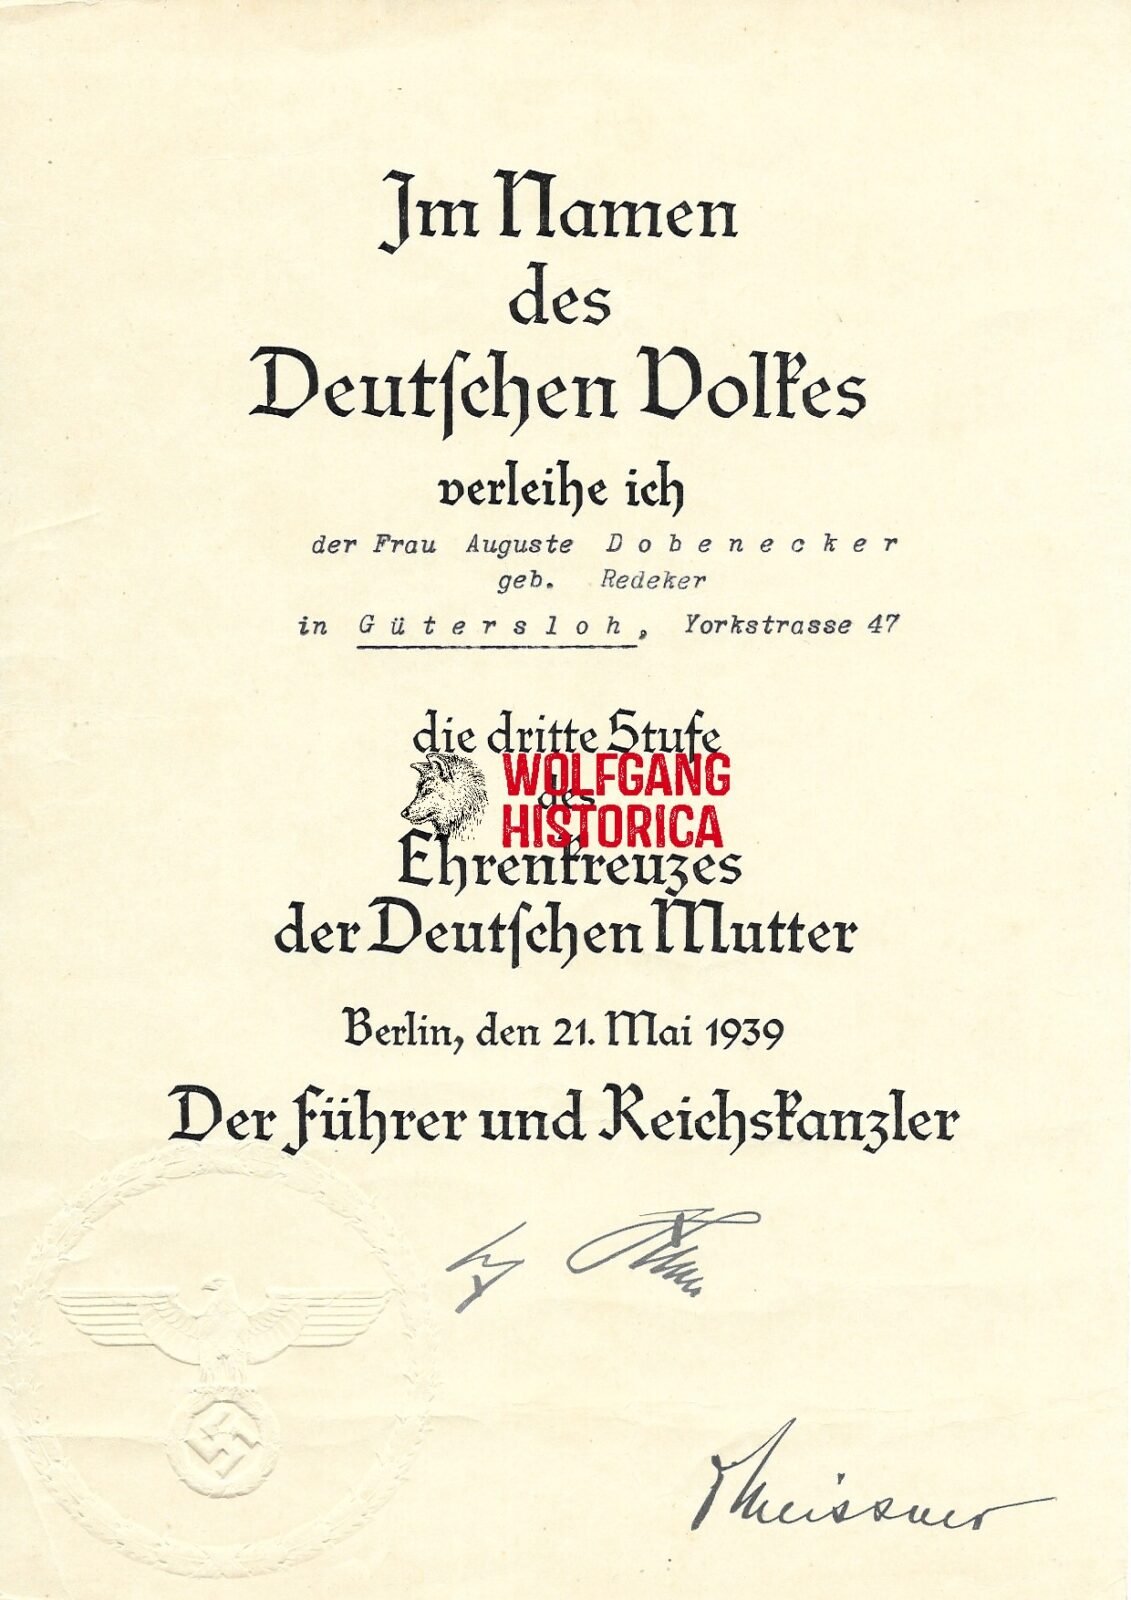 Im Namen
des
Deutschen Volkes
verleihe ich
der Frau Auguste Dobenecker
geb. Redeker
in Gütersloh, Yorkstrasse 47
die dritte Stufe
WOLFGANG
des
HISTORICA
Ehrenkreuzes
der Deutschen Mutter
Berlin, den 21. Mai 1939
Der Führer und Reichskanzler
Meissner